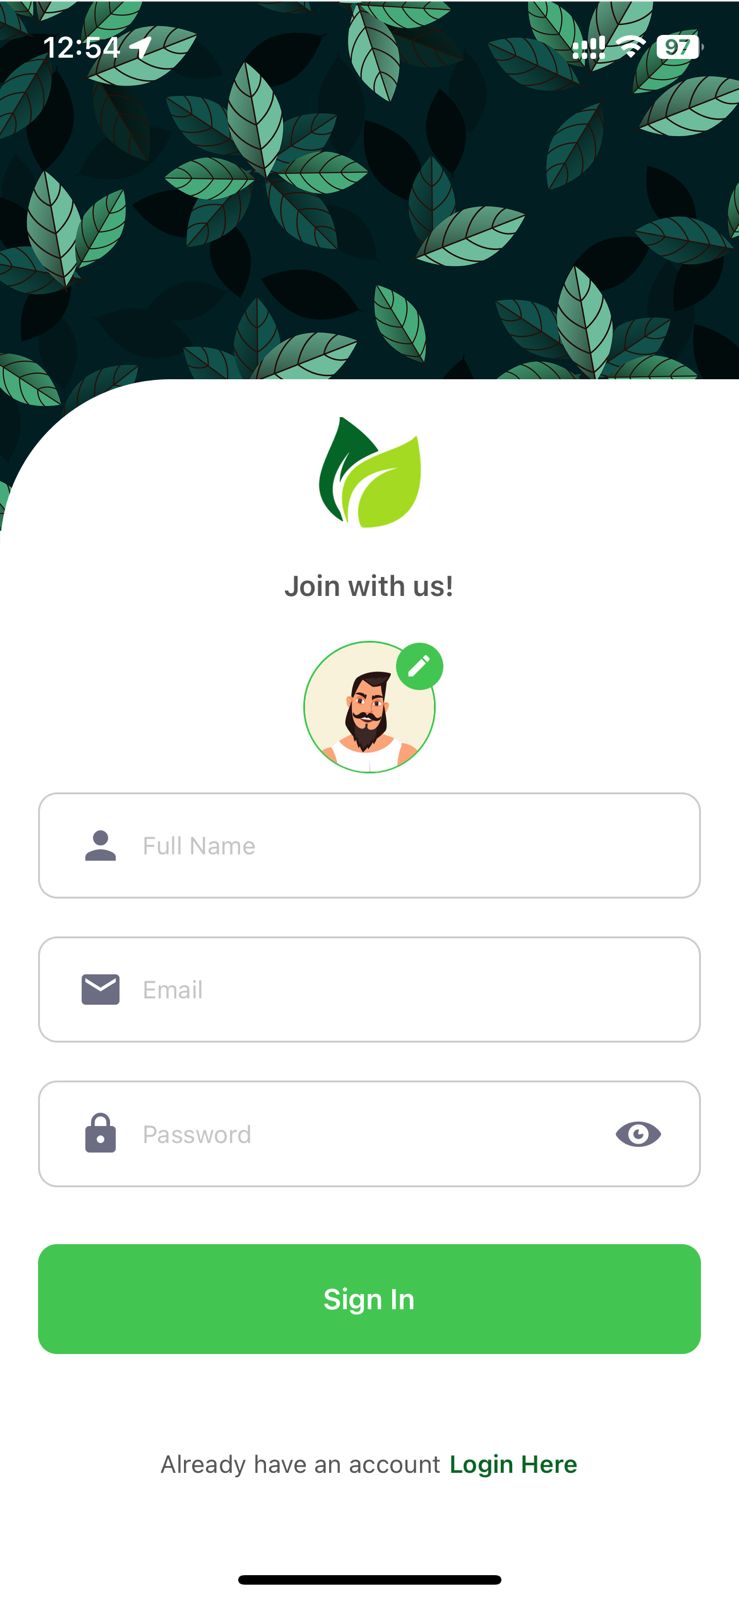 12:54
97
Join with us!
Full Name
Email
Password
Sign In
Already have an account Login Here